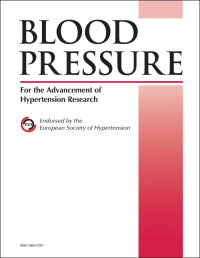 BLOOD
PRESSURE
For the Advancement of
Hypertension Research
Endorsed by the
European Society of Hypertension